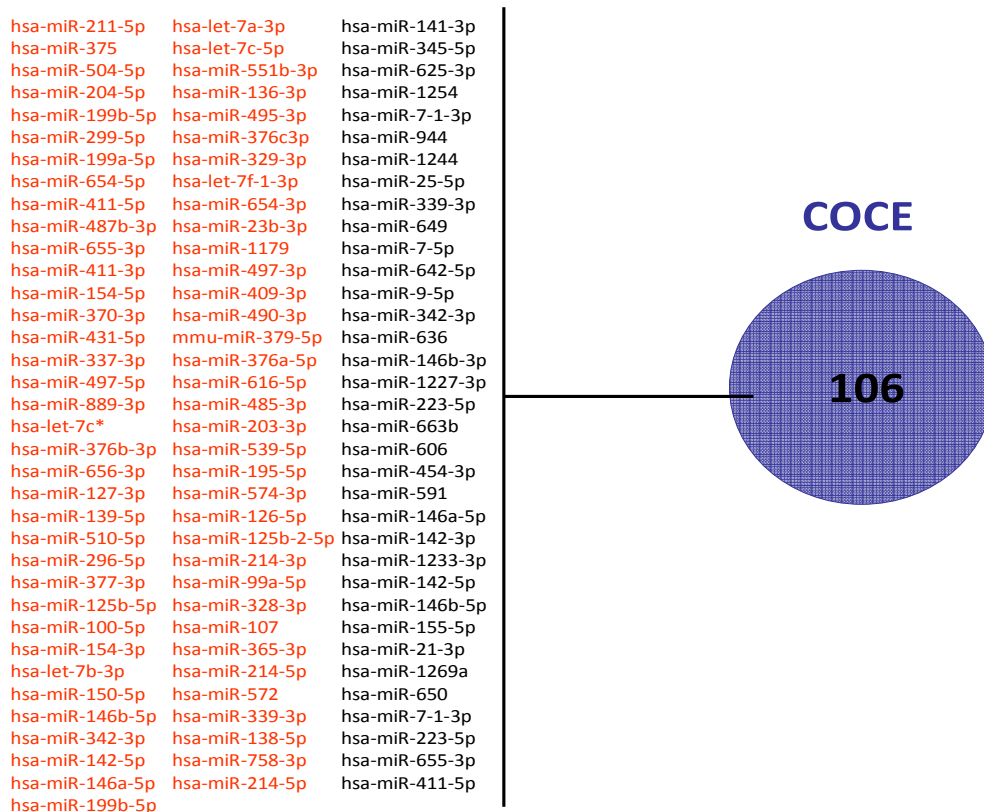 hsa-miR-211-5p hsa-let-7a-3p hsa-miR-141-3p
hsa-miR-375 hsa-let-7c-5p hsa-miR-345-5p
hsa-miR-504-5p hsa-miR-551b-3p hsa-miR-625-3p
hsa-miR-204-5p hsa-miR-136-3p hsa-miR-1254
hsa-miR-199b-5p hsa-miR-495-3p hsa-miR-7-1-3p
hsa-miR-299-5p hsa-miR-376c3p hsa-miR-944
hsa-miR-199a-5p hsa-miR-329-3p hsa-miR-1244
hsa-miR-654-5p hsa-let-7f-1-3p hsa-miR-25-5p
hsa-miR-411-5p hsa-miR-654-3p hsa-miR-339-3p
hsa-miR-487b-3p hsa-miR-23b-3p hsa-miR-649
hsa-miR-655-3p hsa-miR-1179 hsa-miR-7-5p
hsa-miR-411-3p hsa-miR-497-3p hsa-miR-642-5p
hsa-miR-154-5p hsa-miR-409-3p hsa-miR-9-5p
hsa-miR-370-3p hsa-miR-490-3p hsa-miR-342-3p
hsa-miR-431-5p mmu-miR-379-5p hsa-miR-636
hsa-miR-337-3p hsa-miR-376a-5p hsa-miR-146b-3p
hsa-miR-497-5p hsa-miR-616-5p hsa-miR-1227-3p
hsa-miR-889-3p hsa-miR-485-3p hsa-miR-223-5p
hsa-let-7c* hsa-miR-203-3p hsa-miR-663b
hsa-miR-376b-3p hsa-miR-539-5p hsa-miR-606
hsa-miR-656-3p hsa-miR-195-5p hsa-miR-454-3p
hsa-miR-127-3p hsa-miR-574-3p hsa-miR-591
hsa-miR-139-5p hsa-miR-126-5p hsa-miR-146a-5p
hsa-miR-510-5p hsa-miR-125b-2-5p hsa-miR-142-3p
hsa-miR-296-5p hsa-miR-214-3p hsa-miR-1233-3p
hsa-miR-377-3p hsa-miR-99a-5p hsa-miR-142-5p
hsa-miR-125b-5p hsa-miR-328-3p hsa-miR-146b-5p
hsa-miR-100-5p hsa-miR-107 hsa-miR-155-5p
hsa-miR-154-3p hsa-miR-365-3p hsa-miR-21-3p
hsa-let-7b-3p hsa-miR-214-5p hsa-miR-1269a
hsa-miR-150-5p hsa-miR-572 hsa-miR-650
hsa-miR-146b-5p hsa-miR-339-3p hsa-miR-7-1-3p
hsa-miR-342-3p hsa-miR-138-5p hsa-miR-223-5p
hsa-miR-142-5p hsa-miR-758-3p hsa-miR-655-3p
hsa-miR-146a-5p hsa-miR-214-5p hsa-miR-411-5p
hsa-miR-199b-5p
COCE
106